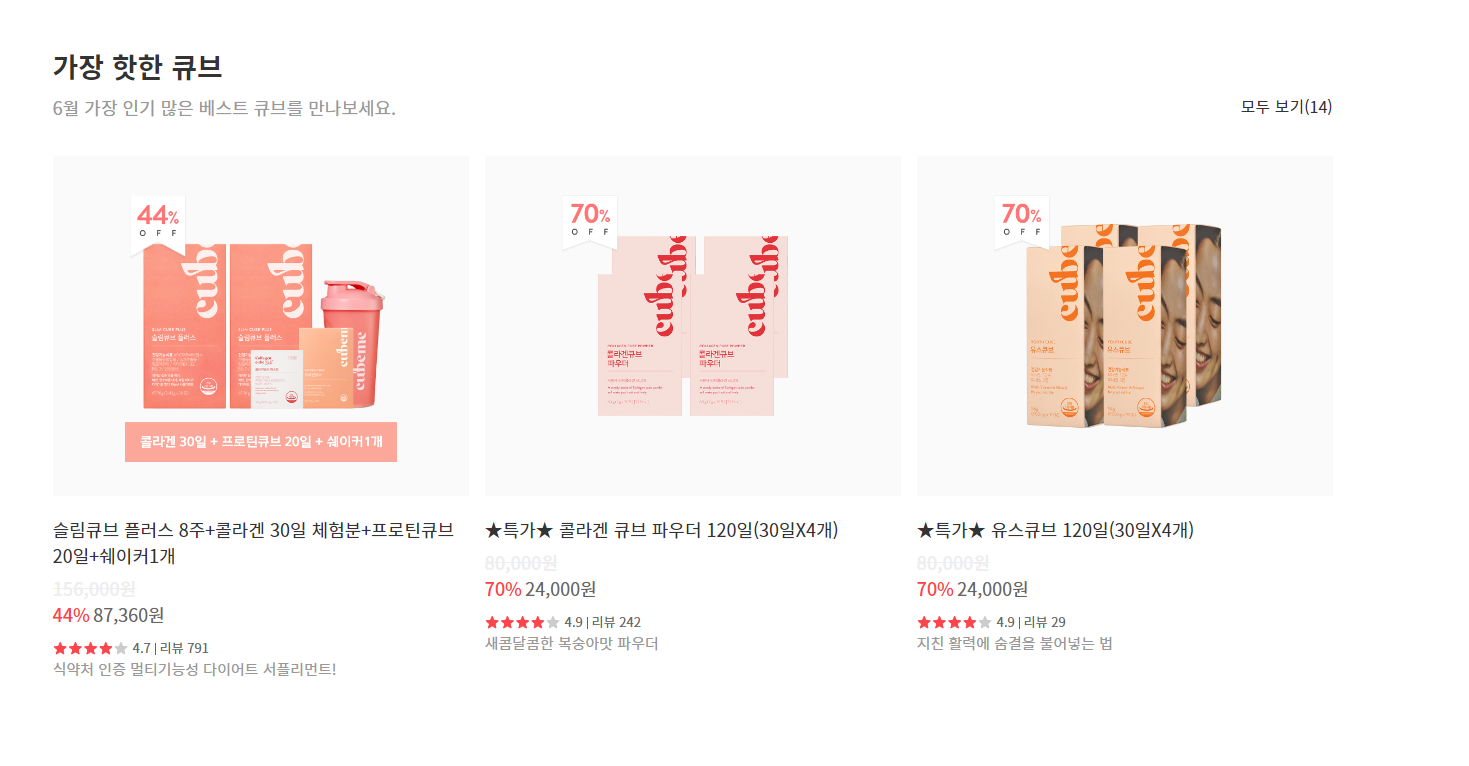 가장 핫한 큐브
6월 가장 인기 많은 베스트 큐브를 만나보세요.
모두 보기(14)
44%
OFF
cube
cube
SLIM CUBE PLUS
슬림큐브 플러스
SLIM CUBE PLUS
슬림큐브 플러스
cubem
cubeme
콜라겐 30일 + 프로틴큐브 20일 + 쉐이커1개
70%
OFF
cube
cube
COLLAGEN CUBE POWDER
콜라겐큐브
파우더
COLLAGEN CUBE POWDER
콜라겐큐브
파우더
70%
OFF
cube
cube
YOUTH CUBE
유스큐브
YOUTH CUBE
유스큐브
슬림큐브 플러스 8주+콜라겐 30일 체험분+프로틴큐브
20일+쉐이커1개
156,000원
44% 87,360원
4.7 | 리뷰 791
식약처 인증 멀티기능성 다이어트 서플리먼트!
★특가★ 콜라겐 큐브 파우더 120일(30일X4개)
80,000원
70% 24,000원
4.9 | 리뷰 242
새콤달콤한 복숭아맛 파우더
★특가★ 유스큐브 120일(30일X4개)
80,000원
70% 24,000원
4.9 | 리뷰 29
지친 활력에 숨결을 불어넣는 법